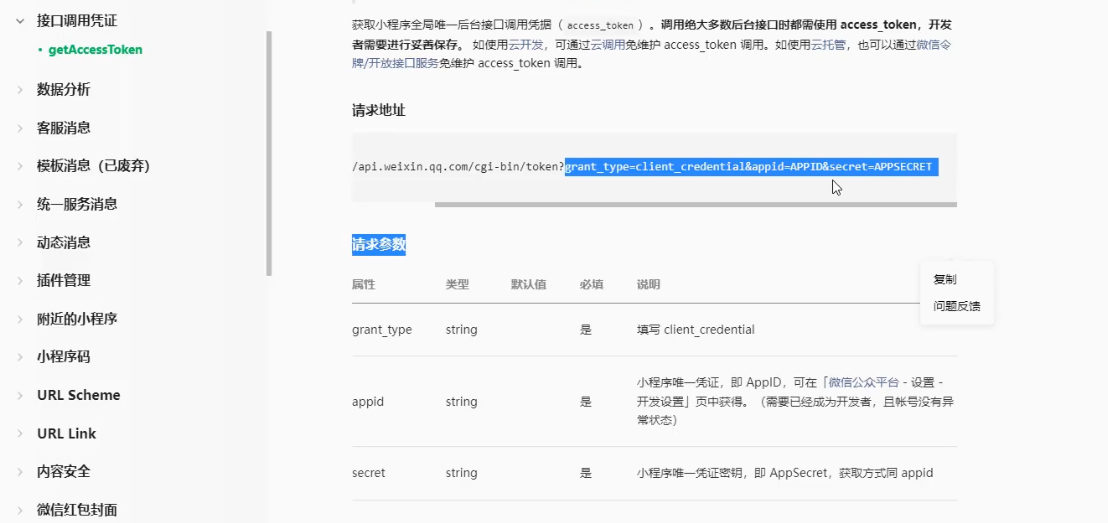 接口调用凭证
• getAccessToken
数据分析
客服消息
模板消息（已废弃）
统一服务消息
动态消息
插件管理
附近的小程序
小程序码
URL Scheme
URL Link
内容安全
微信红包封面
获取小程序全局唯一后台接口调用凭据（ access_token ）。调用绝大多数后台接口时都需使用 access_token，开发
者需要进行妥善保存。 如使用云开发，可通过云调用免维护 access_token 调用。如使用云托管，也可以通过微信令
牌/开放接口服务免维护 access_token 调用。
请求地址
/api.weixin.qq.com/cgi-bin/token?grant_type=client_credential&appid=APPID&secret=APPSECRET
请求参数
复制
问题反馈
属性 类型 默认值 必填 说明
grant_type string 是 填写 client_credential
appid string 是 小程序唯一凭证，即 AppID，可在「微信公众平台 - 设置 -
开发设置」页中获得。（需要已经成为开发者，且帐号没有异
常状态）
secret string 是 小程序唯一凭证密钥，即 AppSecret，获取方式同 appid